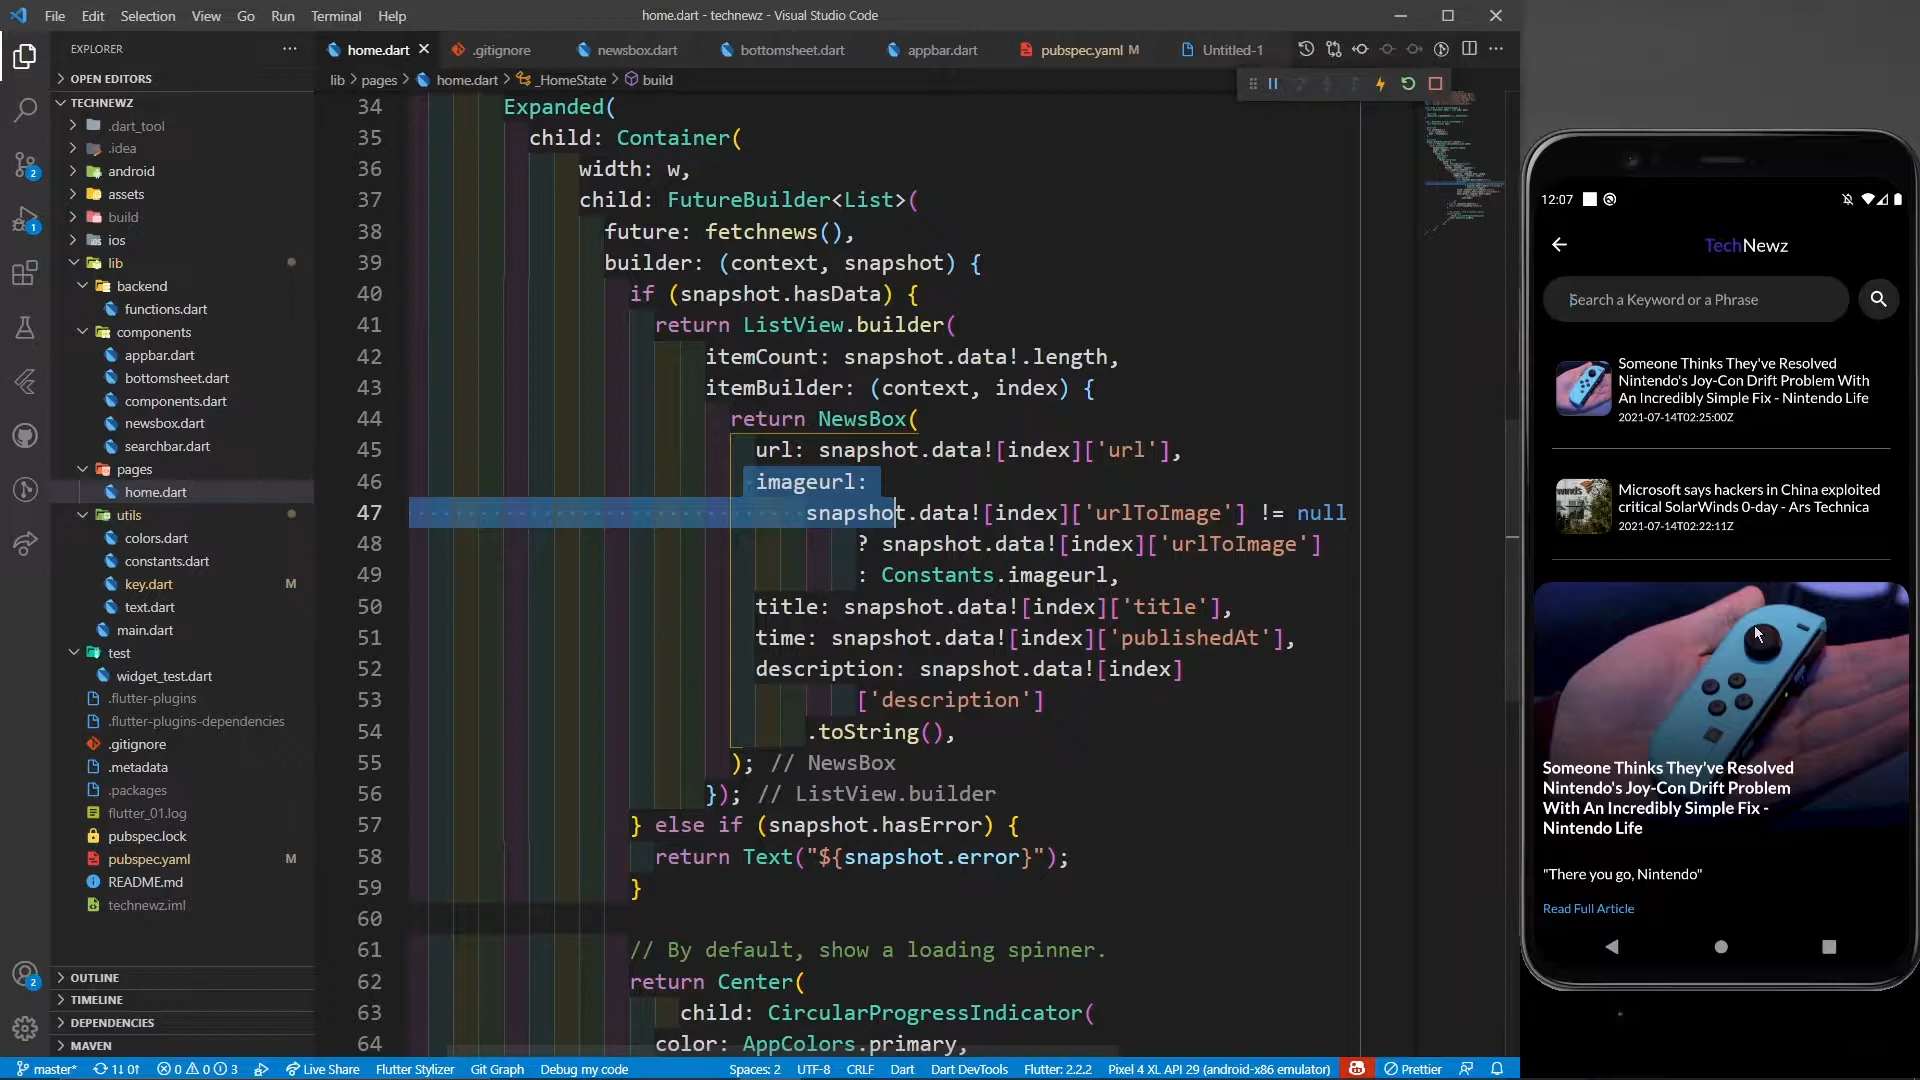 File Edit Selection View Go Run Terminal Help
home.dart - technewz - Visual Studio Code
EXPLORER
OPEN EDITORS
TECHNEWZ
.dart_tool
.idea
android
assets
build
ios
lib
backend
functions.dart
components
appbar.dart
bottomsheet.dart
components.dart
newsbox.dart
searchbar.dart
pages
home.dart
utils
colors.dart
constants.dart
key.dart M
text.dart
main.dart
test
widget_test.dart
.flutter-plugins
.flutter-plugins-dependencies
.gitignore
.metadata
.packages
flutter_01.log
pubspec.lock
pubspec.yaml M
README.md
technewz.iml
OUTLINE
TIMELINE
DEPENDENCIES
MAVEN
2
1
2
home.dart .gitignore newsbox.dart bottomsheet.dart appbar.dart pubspec.yaml M Untitled-1
lib > pages > home.dart > _HomeState > build
34 Expanded(
35 child: Container(
36 width: w,
37 child: FutureBuilder<List>(
38 future: fetchnews(),
39 builder: (context, snapshot) {
40 if (snapshot.hasData) {
41 return ListView.builder(
42 itemCount: snapshot.data!.length,
43 itemBuilder: (context, index) {
44 return NewsBox(
45 url: snapshot.data![index]['url'],
46 imageurl:
47 snapshot.data![index]['urlToImage'] != null
48 ? snapshot.data![index]['urlToImage']
49 : Constants.imageurl,
50 title: snapshot.data![index]['title'],
51 time: snapshot.data![index]['publishedAt'],
52 description: snapshot.data![index]
53 ['description']
54 .toString(),
55 ); // NewsBox
56 }); // ListView.builder
57 } else if (snapshot.hasError) {
58 return Text("${snapshot.error}");
59 }
60
61 // By default, show a loading spinner.
62 return Center(
63 child: CircularProgressIndicator(
64 color: AppColors.primary,
master* 1↓ 0↑ 0 0 3 Live Share Flutter Stylizer Git Graph Debug my code Spaces: 2 UTF-8 CRLF Dart Dart DevTools Flutter: 2.2.2 Pixel 4 XL API 29 (android-x86 emulator) Prettier
12:07
TechNewz
Search a Keyword or a Phrase
Someone Thinks They've Resolved
Nintendo's Joy-Con Drift Problem With
An Incredibly Simple Fix - Nintendo Life
2021-07-14T02:25:00Z
Microsoft says hackers in China exploited
critical SolarWinds 0-day - Ars Technica
2021-07-14T02:22:11Z
Someone Thinks They've Resolved
Nintendo's Joy-Con Drift Problem
With An Incredibly Simple Fix -
Nintendo Life
"There you go, Nintendo"
Read Full Article